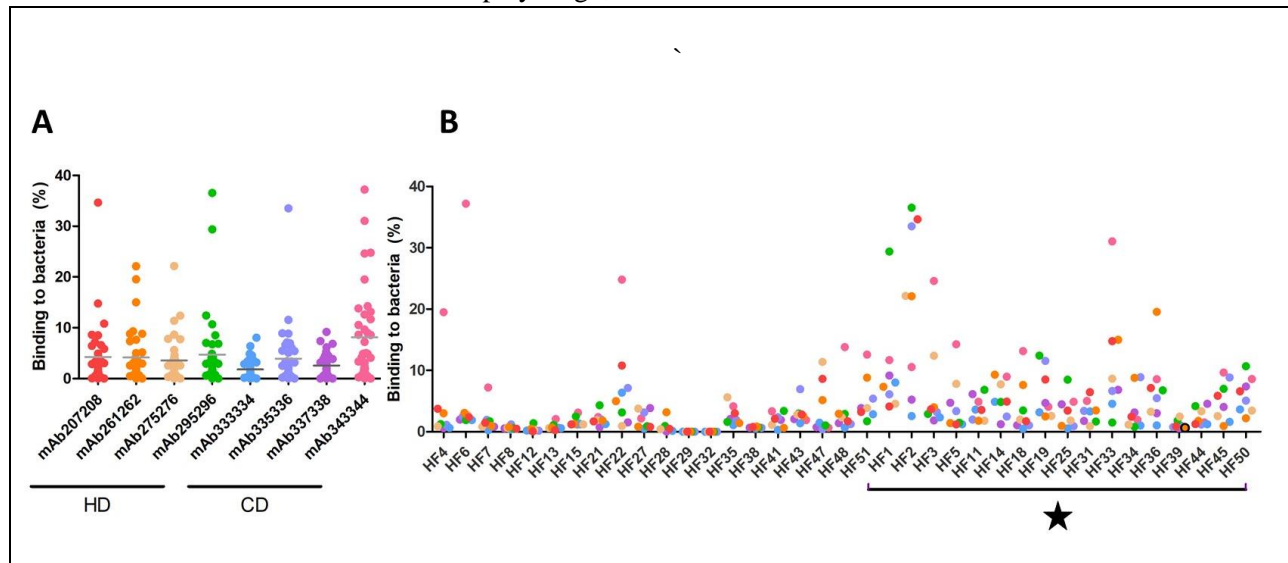 `
A
B
Binding to bacteria (%)
40
30
20
10
0
mAb207208
mAb261262
mAb275276
mAb295296
mAb333334
mAb335336
mAb337338
mAb343344
HD
CD
Binding to bacteria (%)
40
30
20
10
0
HF4
HF6
HF7
HF8
HF12
HF13
HF15
HF21
HF22
HF27
HF28
HF29
HF32
HF35
HF38
HF41
HF43
HF47
HF48
HF51
HF1
HF2
HF3
HF5
HF11
HF14
HF18
HF19
HF25
HF31
HF33
HF34
HF36
HF39
HF44
HF45
HF50